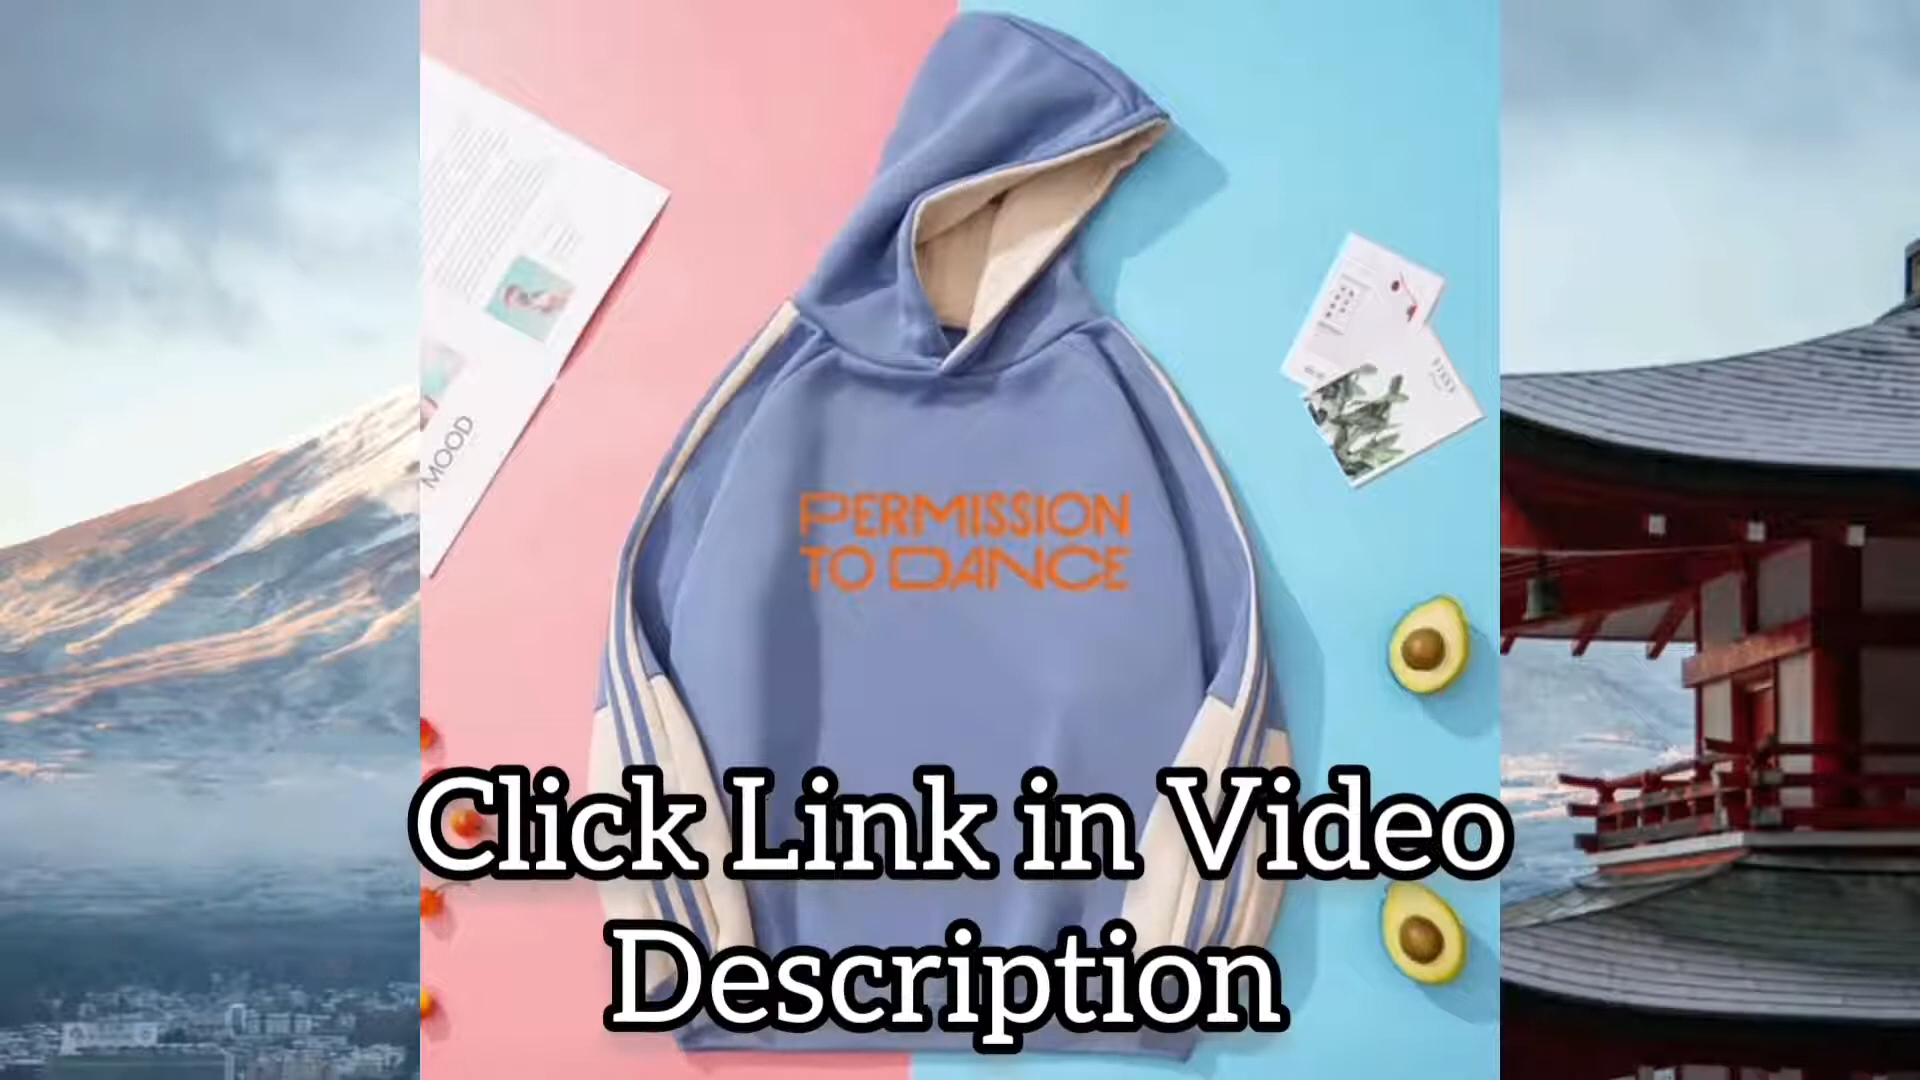 MOOD
PERMISSION
TO DANCE
Click Link in Video
Description